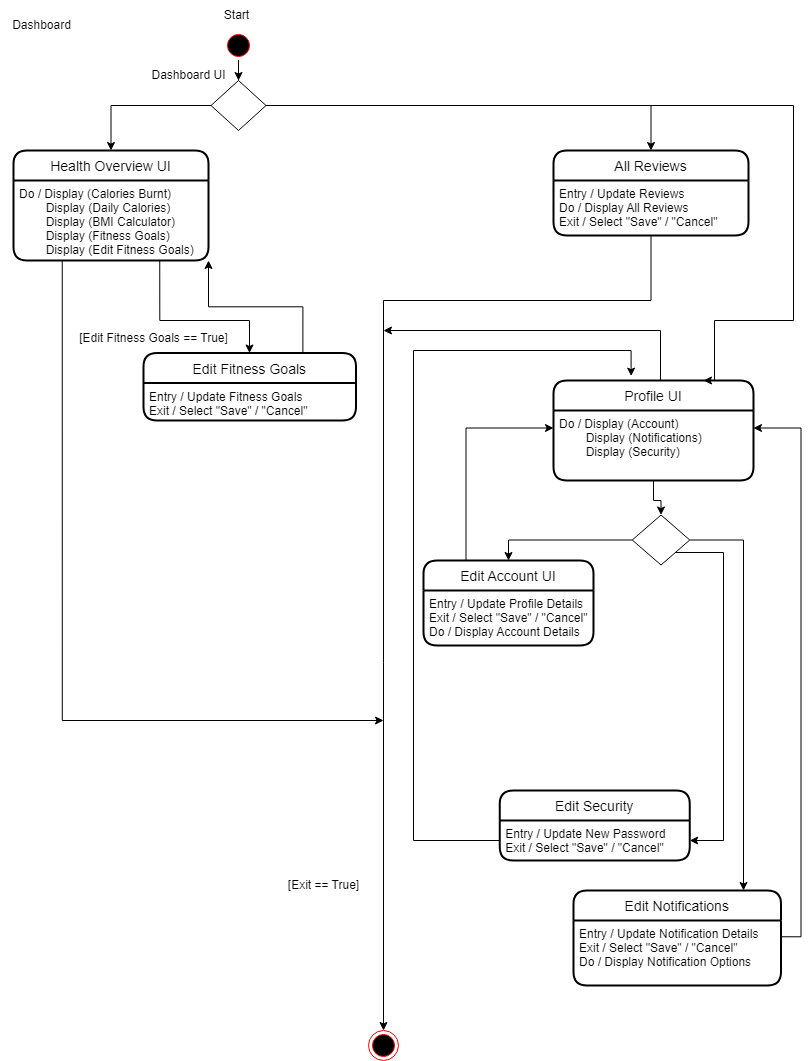 Start
Dashboard
Dashboard UI
Health Overview UI
Do / Display (Calories Burnt)
Display (Daily Calories)
Display (BMI Calculator)
Display (Fitness Goals)
Display (Edit Fitness Goals)
All Reviews
Entry / Update Reviews
Do / Display All Reviews
Exit / Select "Save" / "Cancel"
[Edit Fitness Goals == True]
Edit Fitness Goals
Entry / Update Fitness Goals
Exit / Select "Save" / "Cancel"
Profile UI
Do / Display (Account)
Display (Notifications)
Display (Security)
Edit Account UI
Entry / Update Profile Details
Exit / Select "Save" / "Cancel"
Do / Display Account Details
Edit Security
Entry / Update New Password
Exit / Select "Save" / "Cancel"
[Exit == True]
Edit Notifications
Entry / Update Notification Details
Exit / Select "Save" / "Cancel"
Do / Display Notification Options